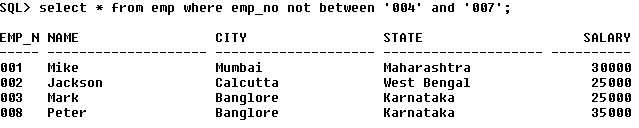 SQL> select * from emp where emp_no not between '004' and '007';
EMP_N NAME CITY STATE SALARY
----- -------------------- -------------------- -------------------- ----------
001 Mike Mumbai Maharashtra 30000
002 Jackson Calcutta West Bengal 25000
003 Mark Banglore Karnataka 25000
008 Peter Banglore Karnataka 35000